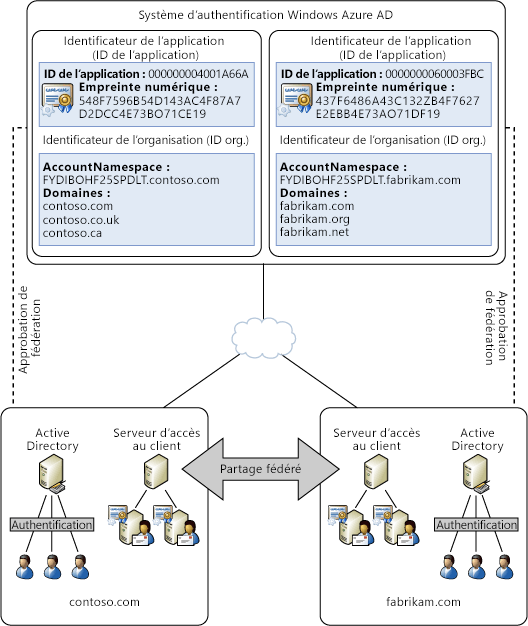 Système d'authentification Windows Azure AD
Identificateur de l'application
(ID de l'application)
ID de l'application : 000000004001A66A
Empreinte numérique :
548F7596B54D143AC4F87A7
D2DCC4E73BO71CE19
Identificateur de l'organisation (ID org.)
AccountNamespace :
FYDIBOHF25SPDLT.contoso.com
Domaines :
contoso.com
contoso.co.uk
contoso.ca
Identificateur de l'application
(ID de l'application)
ID de l'application : 0000000060003FBC
Empreinte numérique :
437F6486A43C132ZB4F7627
E2EBB4E73AO71DF19
Identificateur de l'organisation (ID org.)
AccountNamespace :
FYDIBOHF25SPDLT.fabrikam.com
Domaines :
fabrikam.com
fabrikam.org
fabrikam.net
Approbation de
fédération
Approbation
de fédération
Active
Directory
Serveur d'accès
au client
Authentification
contoso.com
Partage fédéré
Serveur d'accès
au client
Active
Directory
Authentification
fabrikam.com